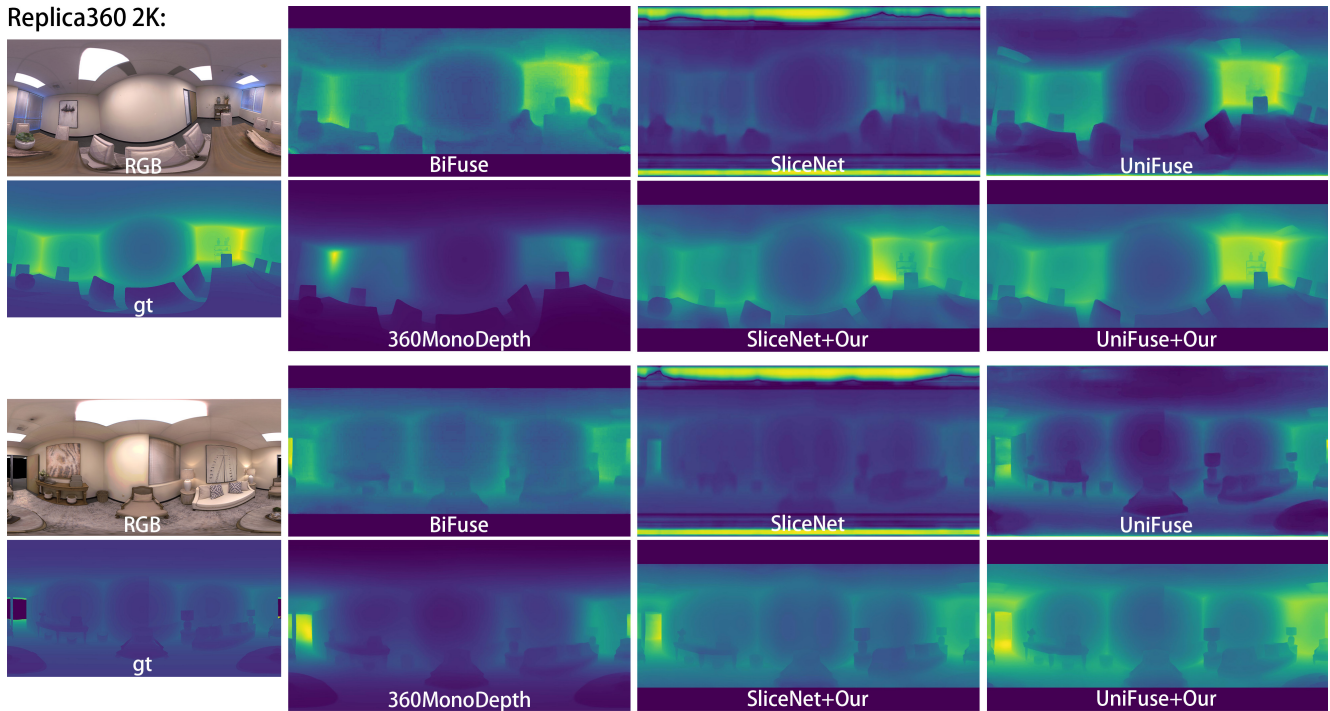 Replica360 2K:
RGB
BiFuse
SliceNet
UniFuse
gt
360MonoDepth
SliceNet+Our
UniFuse+Our
RGB
BiFuse
SliceNet
UniFuse
gt
360MonoDepth
SliceNet+Our
UniFuse+Our